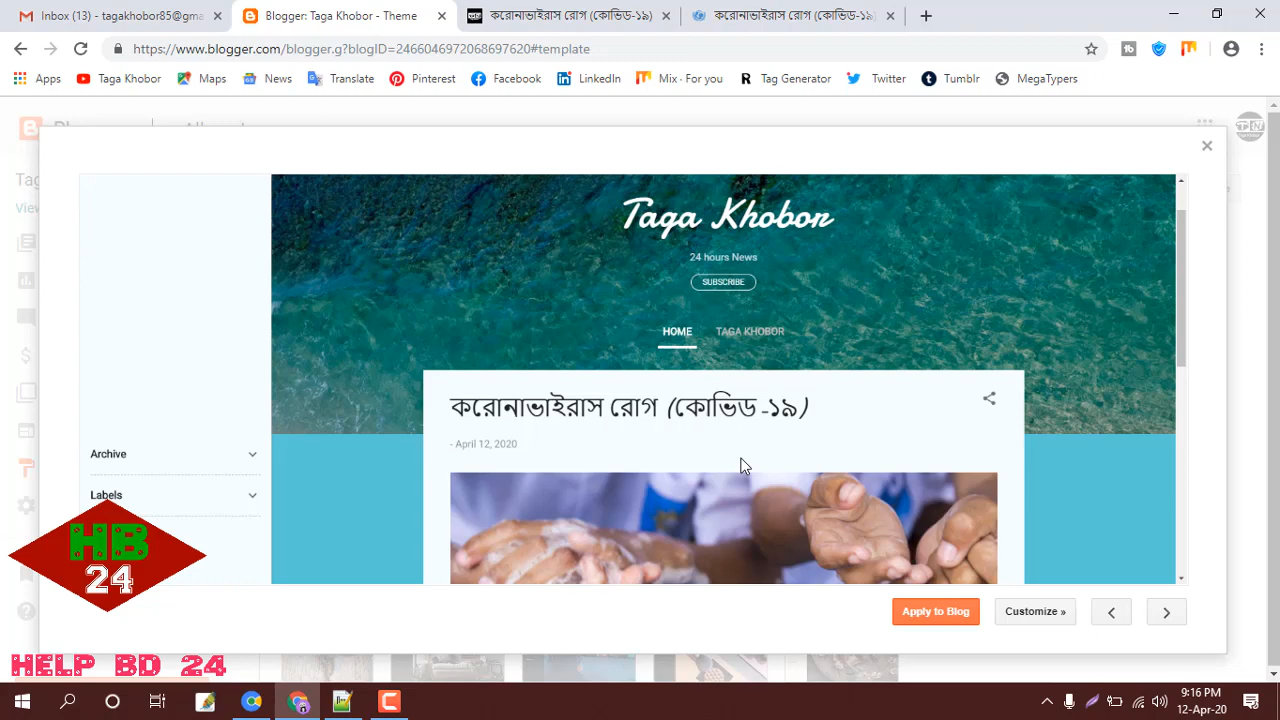 Inbox (13) - tagakhobor85@gm
Blogger: Taga Khobor - Theme
করোনাভাইরাস রোগ (কোভিড-১৯)
করোনাভাইরাস রোগ (কোভিড-১৯
https://www.blogger.com/blogger.g?blogID=2466046972068697620#template
Apps
Taga Khobor
Maps
News
Translate
Pinterest
Facebook
LinkedIn
Mix · For you
Tag Generator
Twitter
Tumblr
MegaTypers
Taga Khobor
24 hours News
SUBSCRIBE
HOME
TAGA KHOBOR
করোনাভাইরাস রোগ (কোভিড -১৯)
- April 12, 2020
Archive
Labels
HB
24
Apply to Blog
Customize »
HELP BD 24
9:16 PM
12-Apr-20